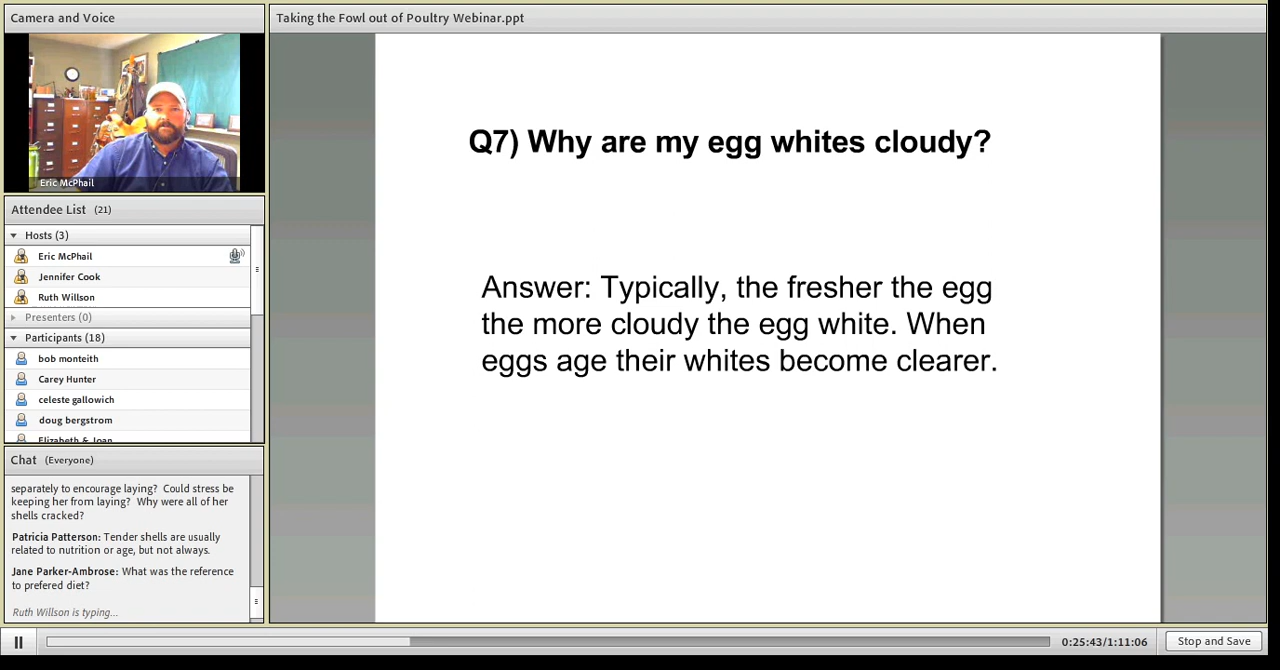 Camera and Voice
Eric McPhail
Attendee List (21)
Hosts (3)
Eric McPhail
Jennifer Cook
Ruth Willson
Presenters (0)
Participants (18)
bob monteith
Carey Hunter
celeste gallowich
doug bergstrom
Elizabeth & Joan
Chat (Everyone)
separately to encourage laying? Could stress be
keeping her from laying? Why were all of her
shells cracked?
Patricia Patterson: Tender shells are usually
related to nutrition or age, but not always.
Jane Parker-Ambrose: What was the reference
to prefered diet?
Ruth Willson is typing...
Taking the Fowl out of Poultry Webinar.ppt
Q7) Why are my egg whites cloudy?
Answer: Typically, the fresher the egg
the more cloudy the egg white. When
eggs age their whites become clearer.
0:25:43/1:11:06
Stop and Save